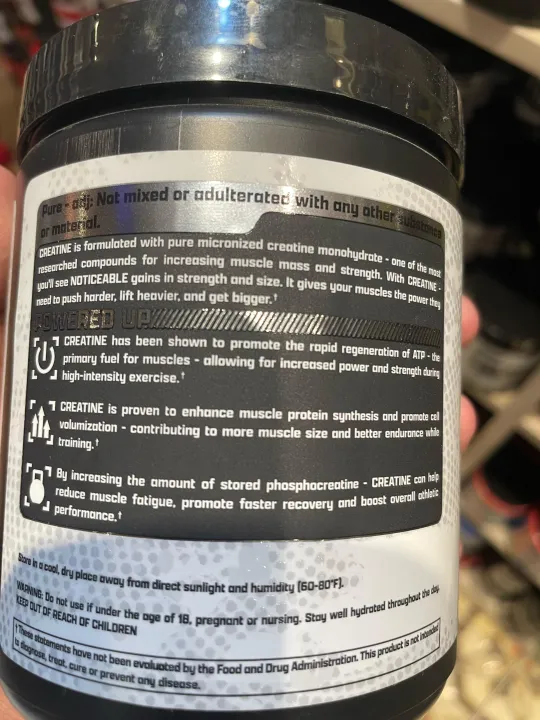 Pure - adj: Not mixed or adulterated with any other substance
or material.
CREATINE is formulated with pure micronized creatine monohydrate - one of the most
researched compounds for increasing muscle mass and strength. With CREATINE -
you'll see NOTICEABLE gains in strength and size. It gives your muscles the power they
need to push harder, lift heavier, and get bigger.†
POWERED UP
CREATINE has been shown to promote the rapid regeneration of ATP - the
primary fuel for muscles - allowing for increased power and strength during
high-intensity exercise.†
CREATINE is proven to enhance muscle protein synthesis and promote cell
volumization - contributing to more muscle size and better endurance while
training.†
By increasing the amount of stored phosphocreatine - CREATINE can help
reduce muscle fatigue, promote faster recovery and boost overall athletic
performance.†
Store in a cool, dry place away from direct sunlight and humidity (60-80°F).
WARNING: Do not use if under the age of 18, pregnant or nursing. Stay well hydrated throughout the day.
KEEP OUT OF REACH OF CHILDREN
†These statements have not been evaluated by the Food and Drug Administration. This product is not intended
to diagnose, treat, cure or prevent any disease.